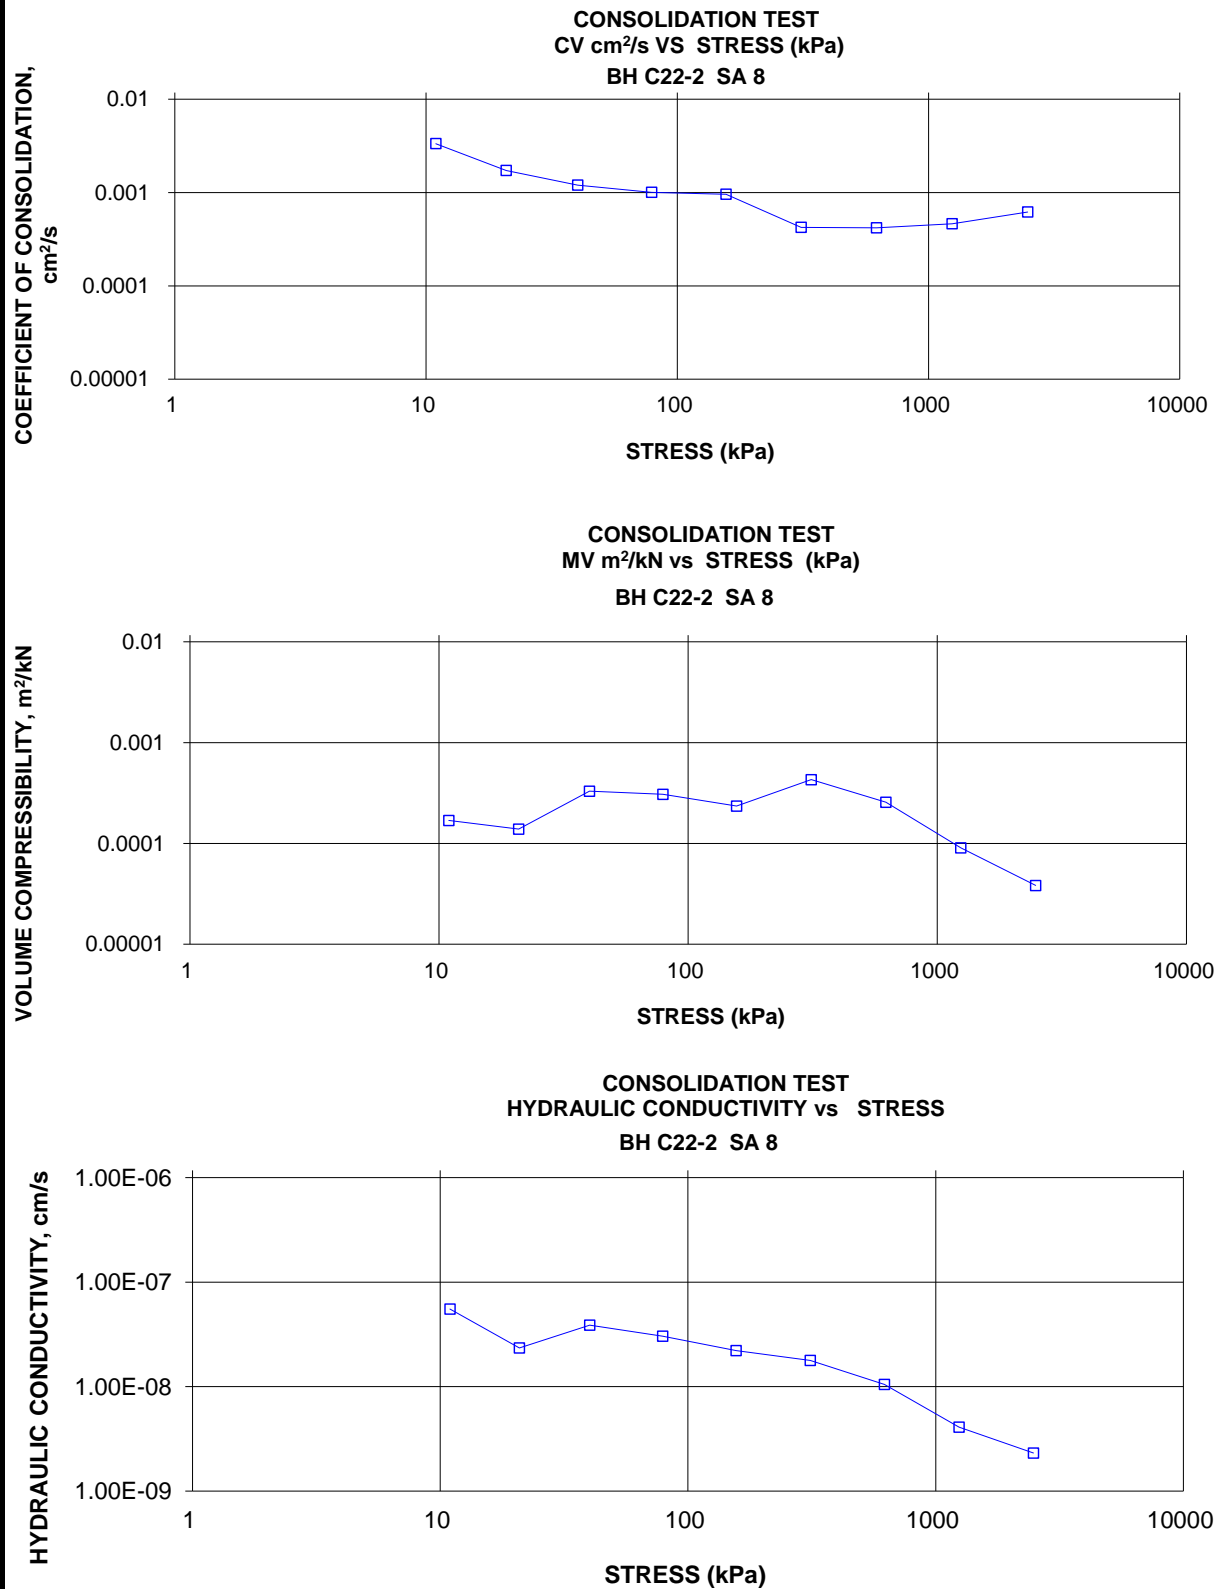 CONSOLIDATION TEST
CV cm²/s VS STRESS (kPa)
BH C22-2 SA 8
COEFFICIENT OF CONSOLIDATION,
cm²/s
0.01
0.001
0.0001
0.00001
1 10 100 1000 10000
STRESS (kPa)
CONSOLIDATION TEST
MV m²/kN vs STRESS (kPa)
BH C22-2 SA 8
VOLUME COMPRESSIBILITY, m²/kN
0.01
0.001
0.0001
0.00001
1 10 100 1000 10000
STRESS (kPa)
CONSOLIDATION TEST
HYDRAULIC CONDUCTIVITY vs STRESS
BH C22-2 SA 8
HYDRAULIC CONDUCTIVITY, cm/s
1.00E-06
1.00E-07
1.00E-08
1.00E-09
1 10 100 1000 10000
STRESS (kPa)